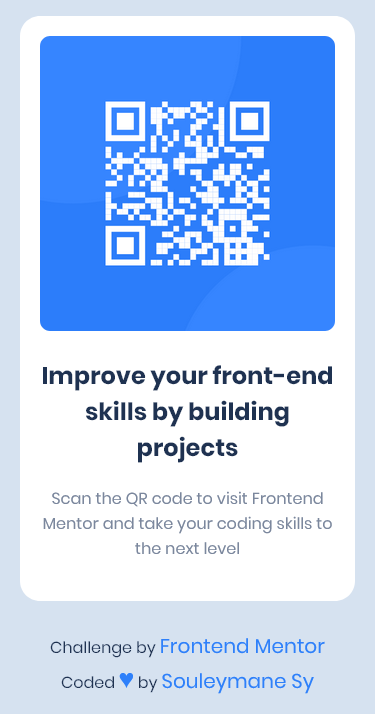 Improve your front-end
skills by building
projects
Scan the QR code to visit Frontend
Mentor and take your coding skills to
the next level
Challenge by Frontend Mentor
Coded ♥ by Souleymane Sy